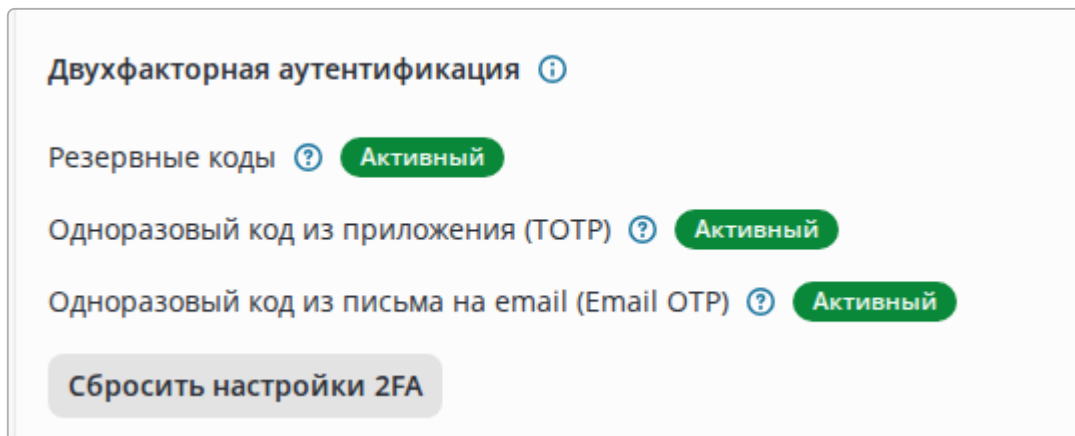 Двухфакторная аутентификация
Резервные коды Активный
Одноразовый код из приложения (TOTP) Активный
Одноразовый код из письма на email (Email OTP) Активный
Сбросить настройки 2FA